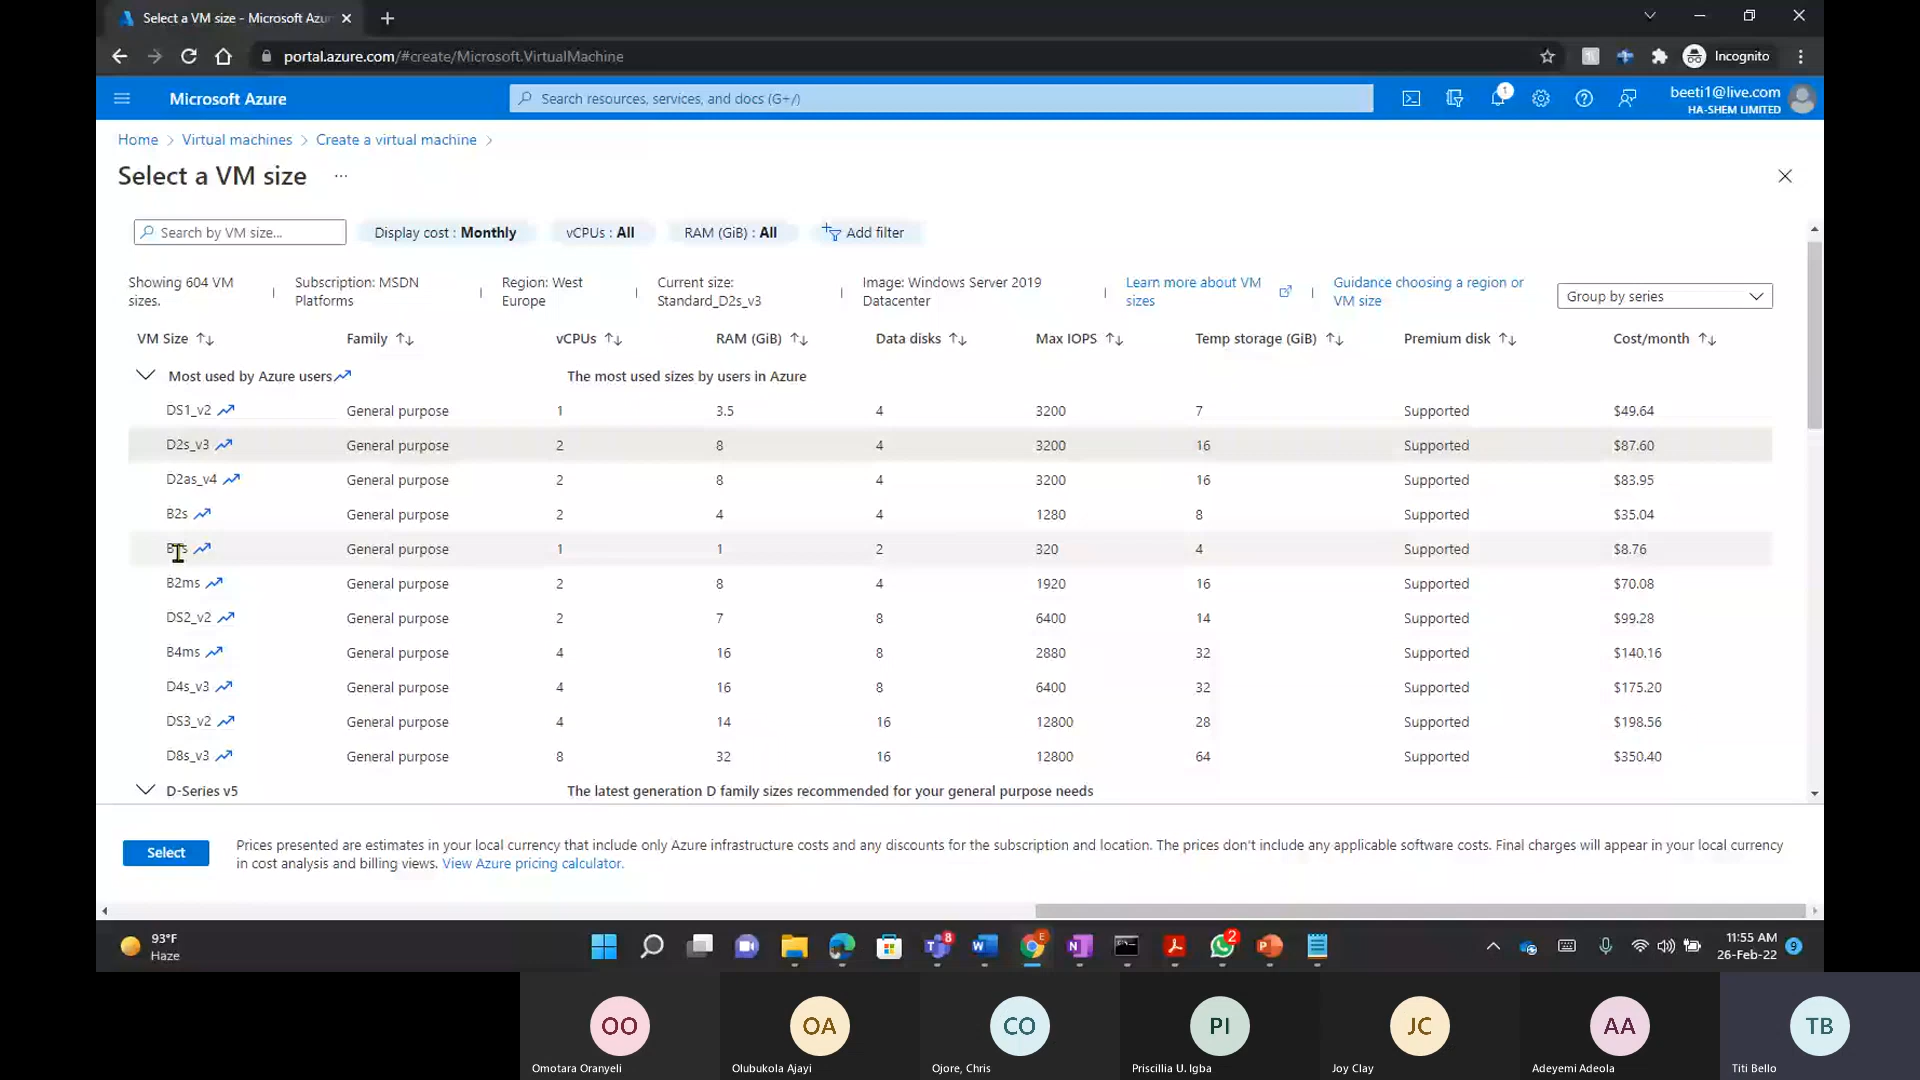 Select a VM size - Microsoft Azu
portal.azure.com/#create/Microsoft.VirtualMachine
Incognito
Microsoft Azure
Search resources, services, and docs (G+/)
1
beeti1@live.com
HA-SHEM LIMITED
Home > Virtual machines > Create a virtual machine >
Select a VM size ...
Search by VM size...
Display cost : Monthly
vCPUs : All
RAM (GiB) : All
Add filter
Showing 604 VM sizes.
Subscription: MSDN Platforms
Region: West Europe
Current size: Standard_D2s_v3
Image: Windows Server 2019 Datacenter
Learn more about VM sizes
Guidance choosing a region or VM size
Group by series
VM Size Family vCPUs RAM (GiB) Data disks Max IOPS Temp storage (GiB) Premium disk Cost/month
Most used by Azure users The most used sizes by users in Azure
DS1_v2 General purpose 1 3.5 4 3200 7 Supported $49.64
D2s_v3 General purpose 2 8 4 3200 16 Supported $87.60
D2as_v4 General purpose 2 8 4 3200 16 Supported $83.95
B2s General purpose 2 4 4 1280 8 Supported $35.04
General purpose 1 1 2 320 4 Supported $8.76
B2ms General purpose 2 8 4 1920 16 Supported $70.08
DS2_v2 General purpose 2 7 8 6400 14 Supported $99.28
B4ms General purpose 4 16 8 2880 32 Supported $140.16
D4s_v3 General purpose 4 16 8 6400 32 Supported $175.20
DS3_v2 General purpose 4 14 16 12800 28 Supported $198.56
D8s_v3 General purpose 8 32 16 12800 64 Supported $350.40
D-Series v5 The latest generation D family sizes recommended for your general purpose needs
Select
Prices presented are estimates in your local currency that include only Azure infrastructure costs and any discounts for the subscription and location. The prices don't include any applicable software costs. Final charges will appear in your local currency
in cost analysis and billing views. View Azure pricing calculator.
93°F
Haze
8
E
2
11:55 AM
26-Feb-22
9
OO
OA
CO
PI
JC
AA
TB
Omotara Oranyeli
Olubukola Ajayi
Ojore, Chris
Priscillia U. Igba
Joy Clay
Adeyemi Adeola
Titi Bello